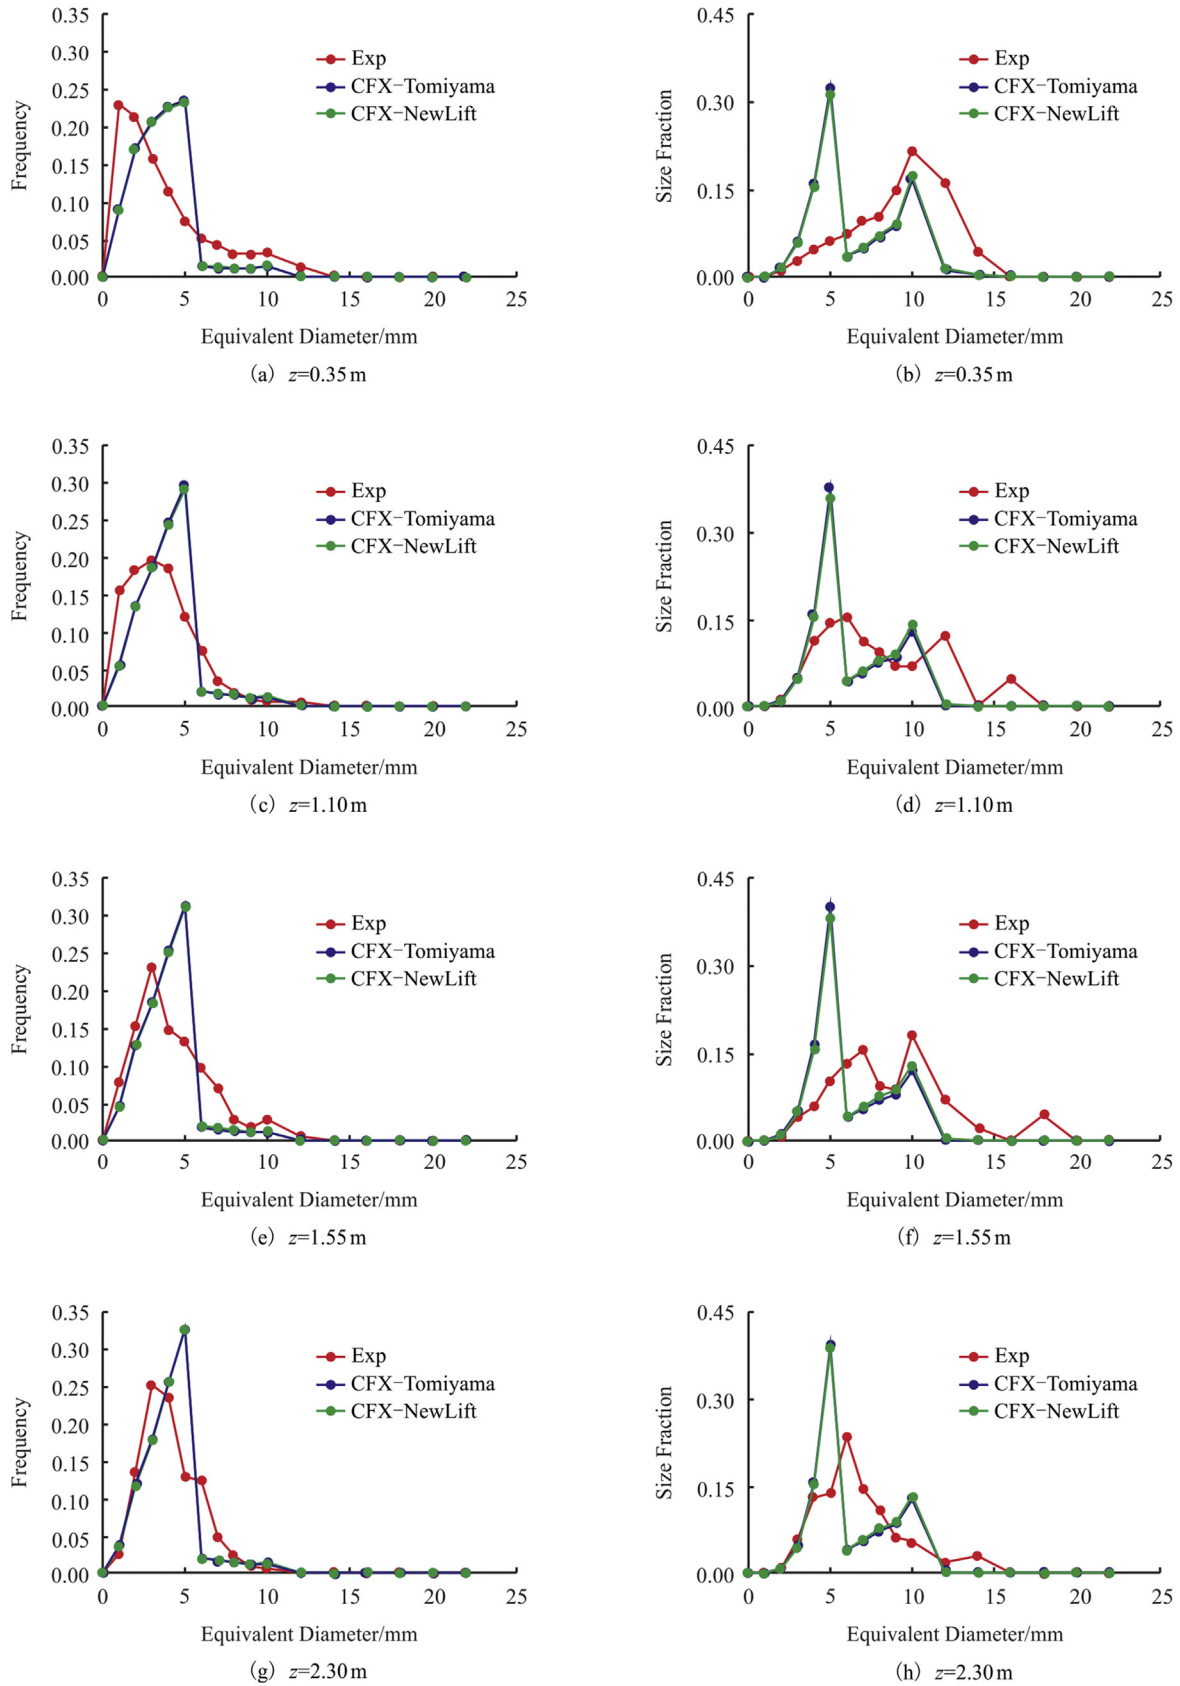 0.35
0.30
0.25
0.20
0.15
0.10
0.05
0.00
Frequency
Exp
CFX-Tomiyama
CFX-NewLift
0 5 10 15 20 25
Equivalent Diameter/mm
(a) z=0.35 m
0.45
0.30
0.15
0.00
Size Fraction
Exp
CFX-Tomiyama
CFX-NewLift
0 5 10 15 20 25
Equivalent Diameter/mm
(b) z=0.35 m
0.35
0.30
0.25
0.20
0.15
0.10
0.05
0.00
Frequency
Exp
CFX-Tomiyama
CFX-NewLift
0 5 10 15 20 25
Equivalent Diameter/mm
(c) z=1.10 m
0.45
0.30
0.15
0.00
Size Fraction
Exp
CFX-Tomiyama
CFX-NewLift
0 5 10 15 20 25
Equivalent Diameter/mm
(d) z=1.10 m
0.35
0.30
0.25
0.20
0.15
0.10
0.05
0.00
Frequency
Exp
CFX-Tomiyama
CFX-NewLift
0 5 10 15 20 25
Equivalent Diameter/mm
(e) z=1.55 m
0.45
0.30
0.15
0.00
Size Fraction
Exp
CFX-Tomiyama
CFX-NewLift
0 5 10 15 20 25
Equivalent Diameter/mm
(f) z=1.55 m
0.35
0.30
0.25
0.20
0.15
0.10
0.05
0.00
Frequency
Exp
CFX-Tomiyama
CFX-NewLift
0 5 10 15 20 25
Equivalent Diameter/mm
(g) z=2.30 m
0.45
0.30
0.15
0.00
Size Fraction
Exp
CFX-Tomiyama
CFX-NewLift
0 5 10 15 20 25
Equivalent Diameter/mm
(h) z=2.30 m